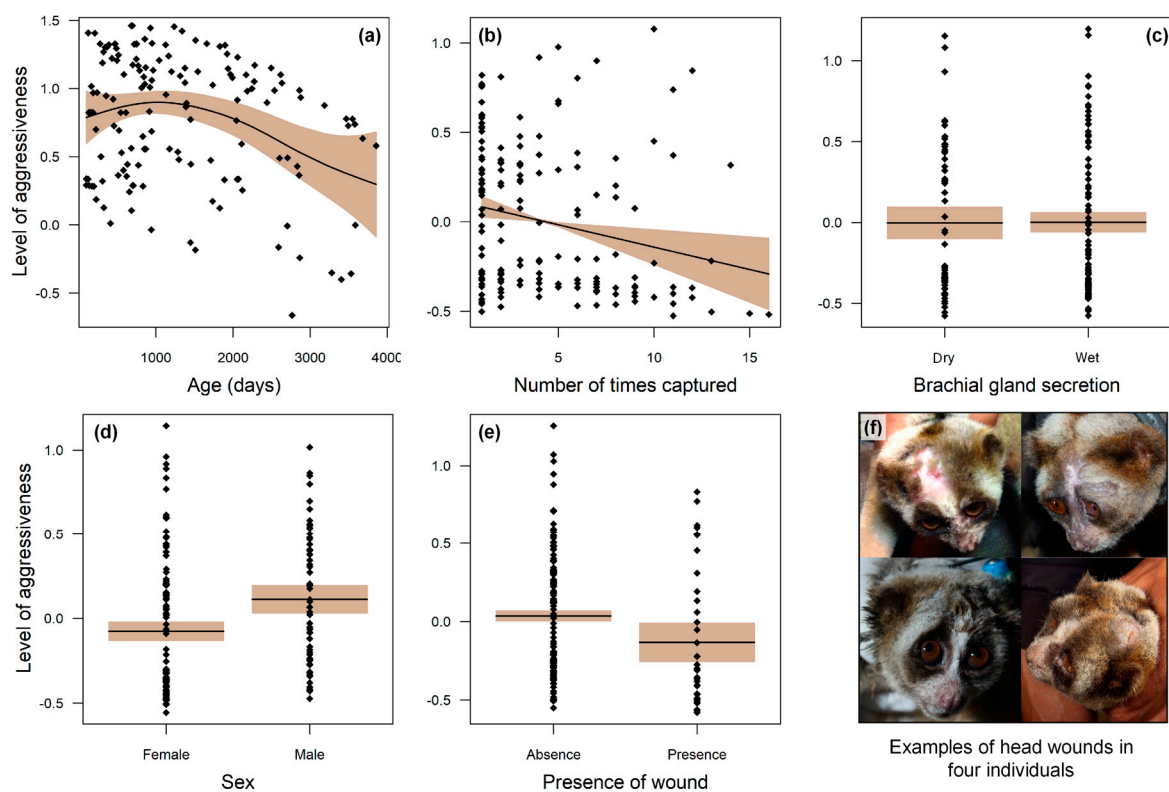 (a)
Level of aggressiveness
1.5
1.0
0.5
0.0
-0.5
1000 2000 3000 4000
Age (days)
(b)
1.0
0.5
0.0
-0.5
5 10 15
Number of times captured
(c)
1.0
0.5
0.0
-0.5
Dry Wet
Brachial gland secretion
(d)
Level of aggressiveness
1.0
0.5
0.0
-0.5
Female Male
Sex
(e)
1.0
0.5
0.0
-0.5
Absence Presence
Presence of wound
(f)
Examples of head wounds in
four individuals